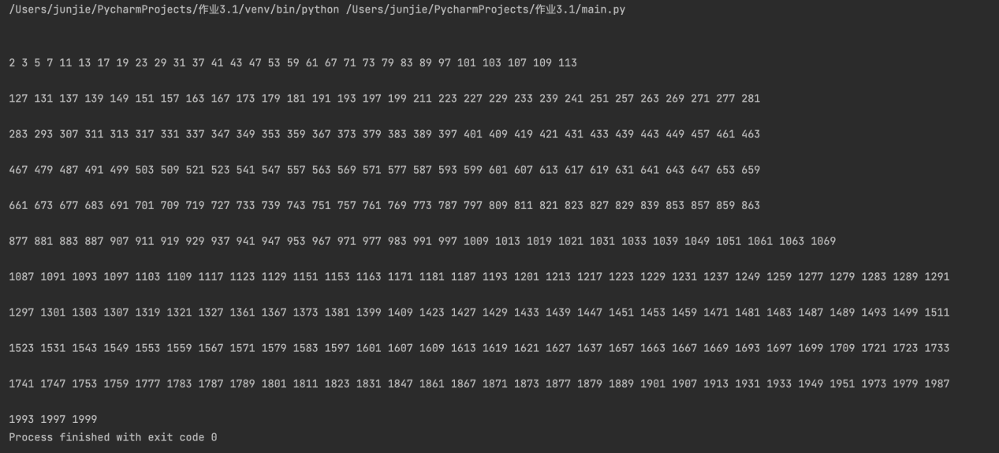 /Users/junjie/PycharmProjects/作业3.1/venv/bin/python /Users/junjie/PycharmProjects/作业3.1/main.py
2 3 5 7 11 13 17 19 23 29 31 37 41 43 47 53 59 61 67 71 73 79 83 89 97 101 103 107 109 113
127 131 137 139 149 151 157 163 167 173 179 181 191 193 197 199 211 223 227 229 233 239 241 251 257 263 269 271 277 281
283 293 307 311 313 317 331 337 347 349 353 359 367 373 379 383 389 397 401 409 419 421 431 433 439 443 449 457 461 463
467 479 487 491 499 503 509 521 523 541 547 557 563 569 571 577 587 593 599 601 607 613 617 619 631 641 643 647 653 659
661 673 677 683 691 701 709 719 727 733 739 743 751 757 761 769 773 787 797 809 811 821 823 827 829 839 853 857 859 863
877 881 883 887 907 911 919 929 937 941 947 953 967 971 977 983 991 997 1009 1013 1019 1021 1031 1033 1039 1049 1051 1061 1063 1069
1087 1091 1093 1097 1103 1109 1117 1123 1129 1151 1153 1163 1171 1181 1187 1193 1201 1213 1217 1223 1229 1231 1237 1249 1259 1277 1279 1283 1289 1291
1297 1301 1303 1307 1319 1321 1327 1361 1367 1373 1381 1399 1409 1423 1427 1429 1433 1439 1447 1451 1453 1459 1471 1481 1483 1487 1489 1493 1499 1511
1523 1531 1543 1549 1553 1559 1567 1571 1579 1583 1597 1601 1607 1609 1613 1619 1621 1627 1637 1657 1663 1667 1669 1693 1697 1699 1709 1721 1723 1733
1741 1747 1753 1759 1777 1783 1787 1789 1801 1811 1823 1831 1847 1861 1867 1871 1873 1877 1879 1889 1901 1907 1913 1931 1933 1949 1951 1973 1979 1987
1993 1997 1999
Process finished with exit code 0